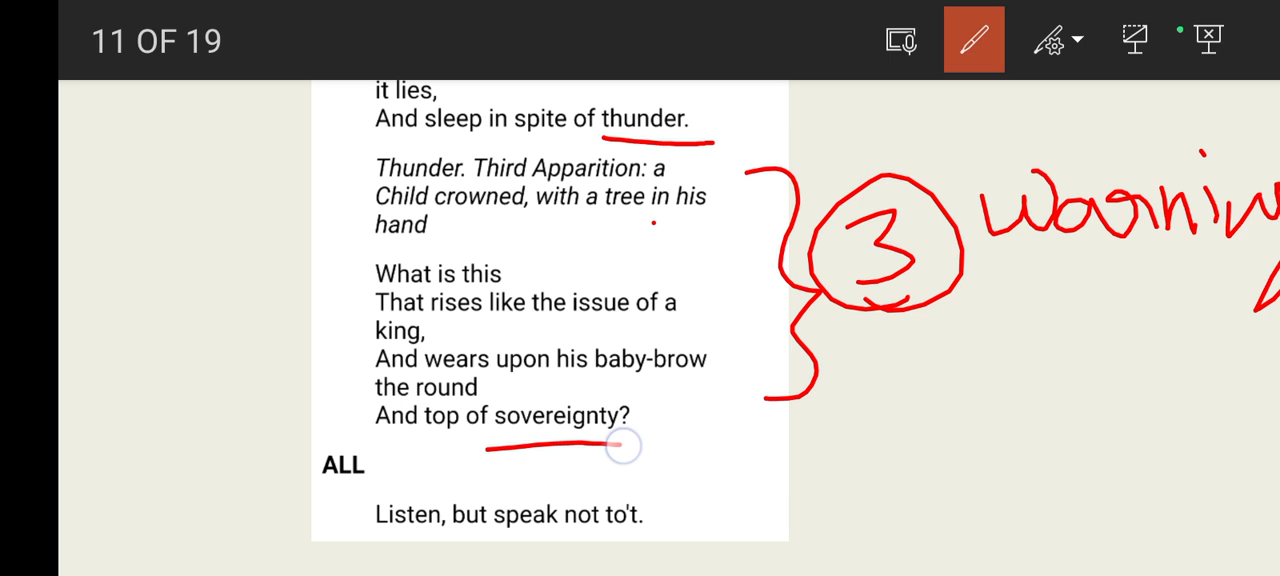 11 OF 19
it lies,
And sleep in spite of thunder.
Thunder. Third Apparition: a
Child crowned, with a tree in his
hand
3 warning
What is this
That rises like the issue of a
king,
And wears upon his baby-brow
the round
And top of sovereignty?
ALL
Listen, but speak not to't.